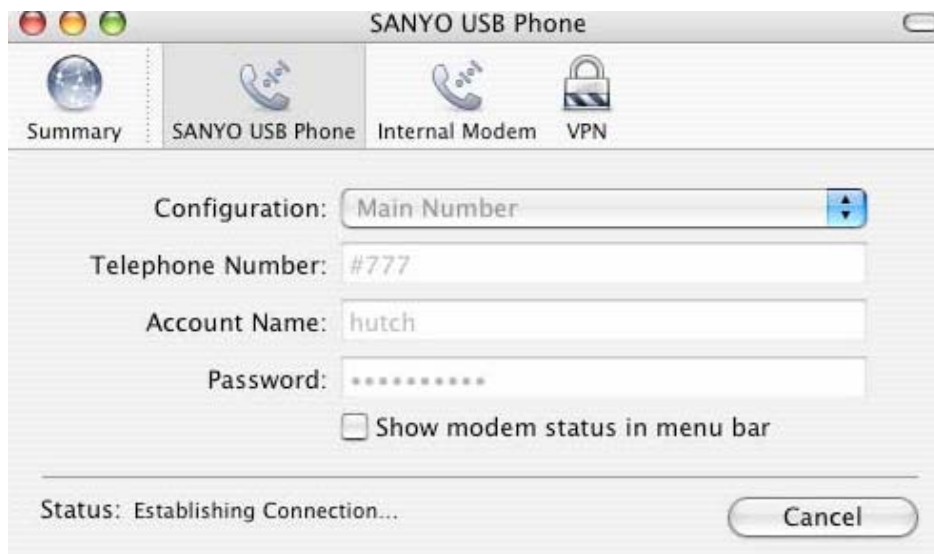 SANYO USB Phone
Summary
SANYO USB Phone
Internal Modem
VPN
Configuration: Main Number
Telephone Number: #777
Account Name: hutch
Password: ••••••••••
Show modem status in menu bar
Status: Establishing Connection...
Cancel